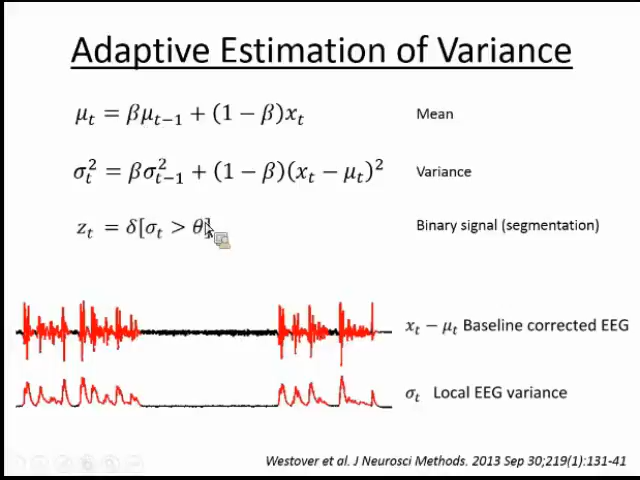 Adaptive Estimation of Variance
μₜ = βμₜ₋₁ + (1 − β)xₜ Mean
σₜ² = βσₜ₋₁² + (1 − β)(xₜ − μₜ)² Variance
zₜ = δ[σₜ > θ] Binary signal (segmentation)
xₜ − μₜ Baseline corrected EEG
σₜ Local EEG variance
Westover et al. J Neurosci Methods. 2013 Sep 30;219(1):131-41